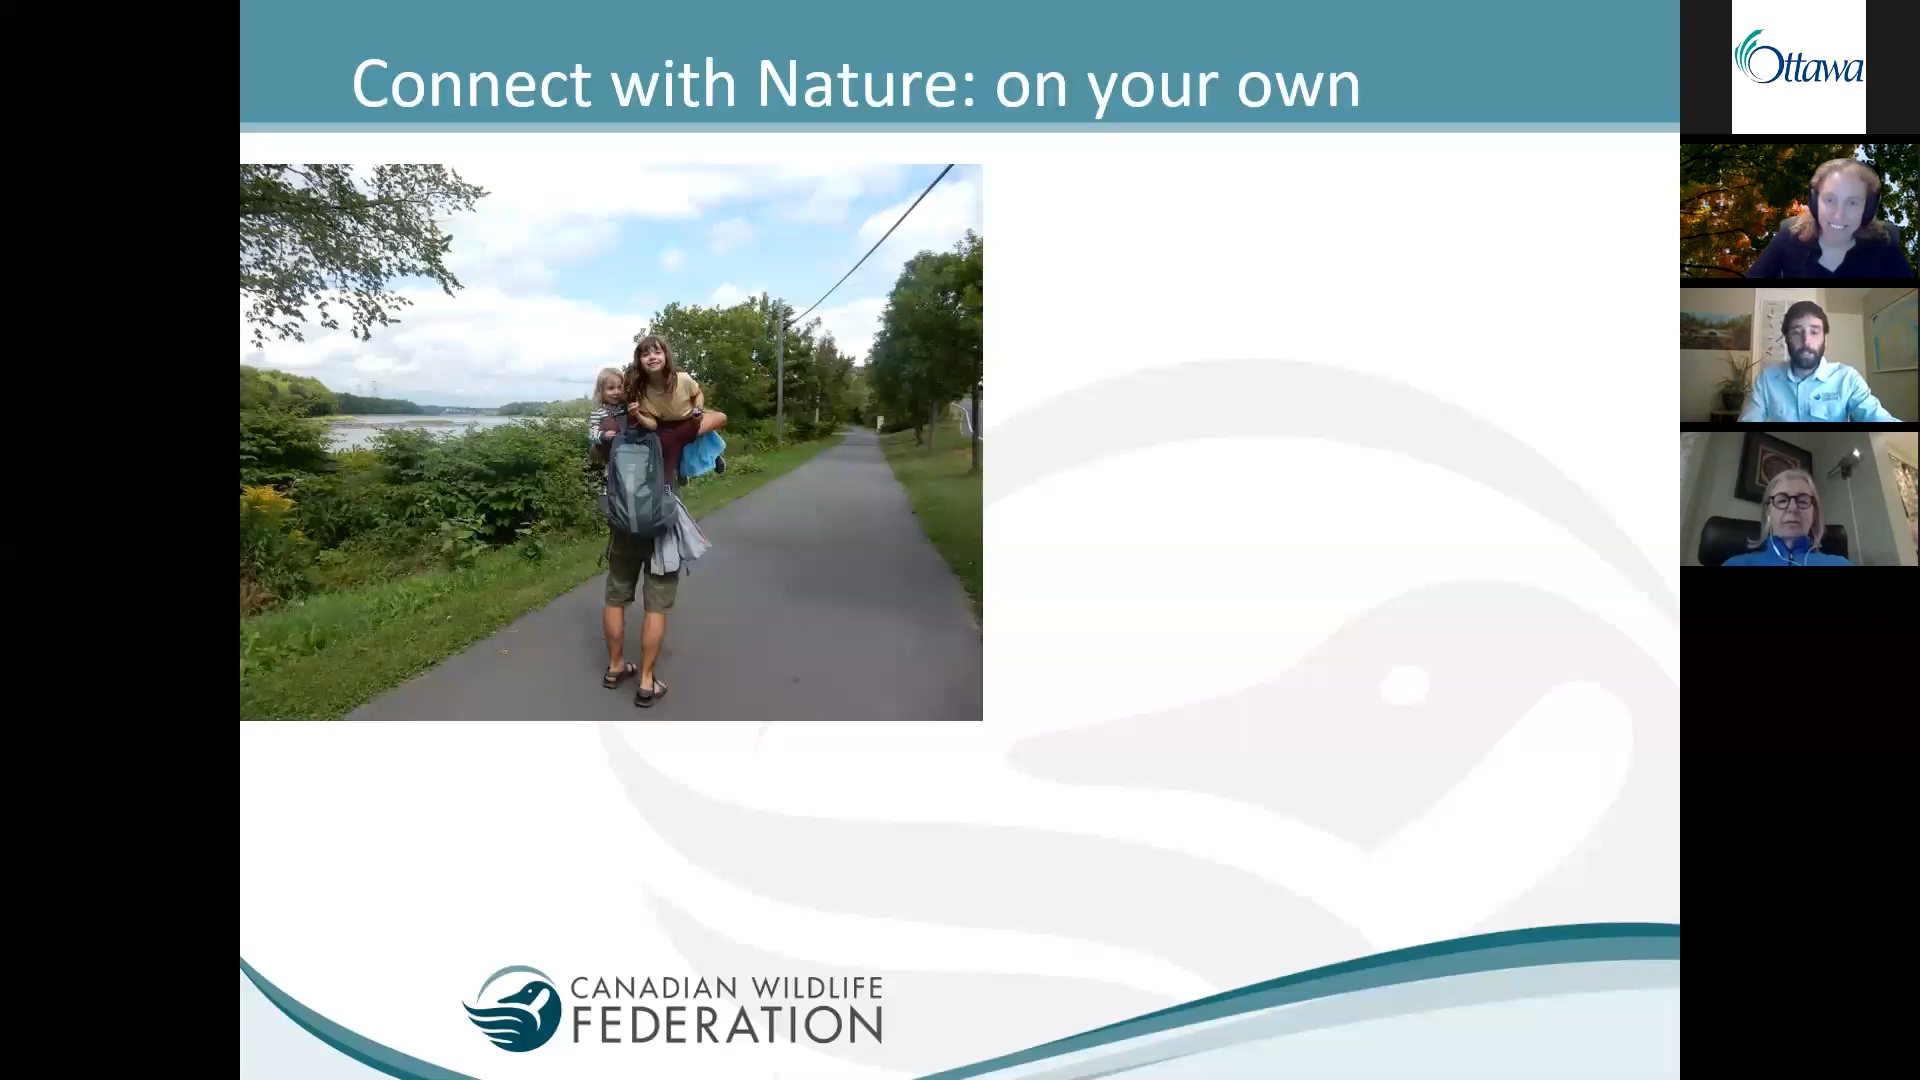 Connect with Nature: on your own
Ottawa
CANADIAN WILDLIFE
FEDERATION